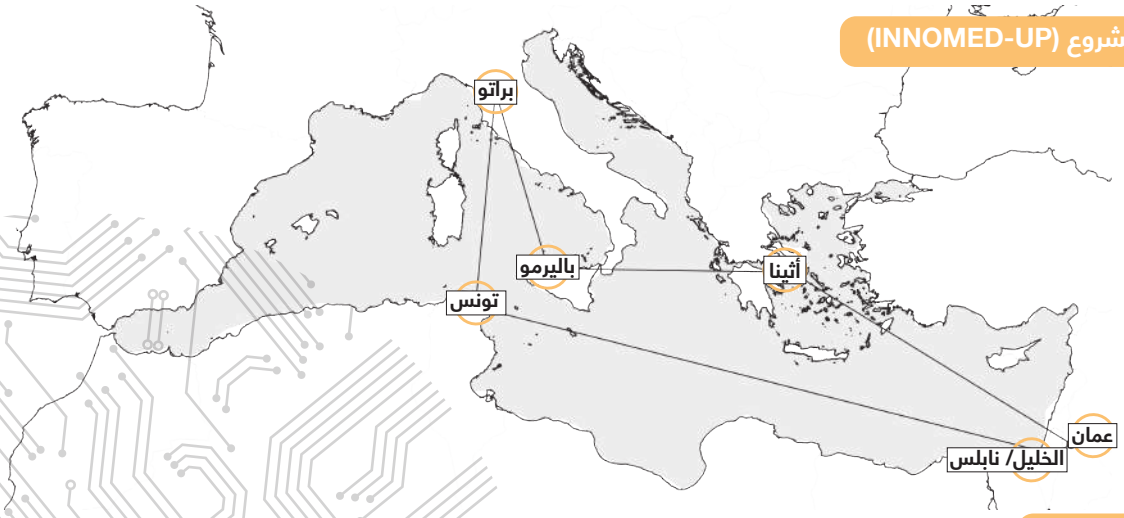 شروع (INNOMED-UP)
براتو
باليرمو
أثينا
تونس
عمان
الخليل/ نابلس